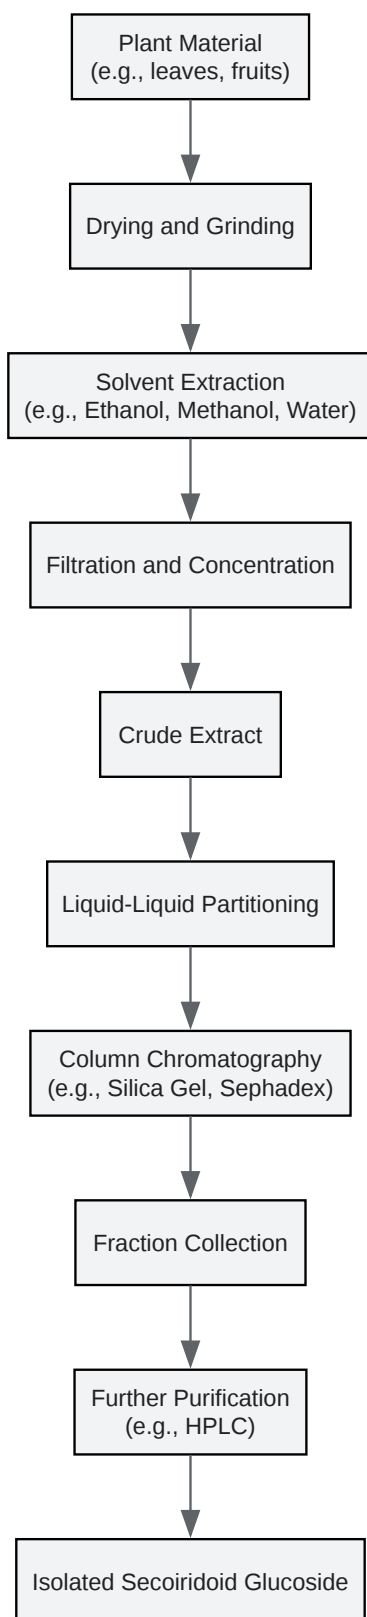 Plant Material
(e.g., leaves, fruits)
Drying and Grinding
Solvent Extraction
(e.g., Ethanol, Methanol, Water)
Filtration and Concentration
Crude Extract
Liquid-Liquid Partitioning
Column Chromatography
(e.g., Silica Gel, Sephadex)
Fraction Collection
Further Purification
(e.g., HPLC)
Isolated Secoiridoid Glucoside